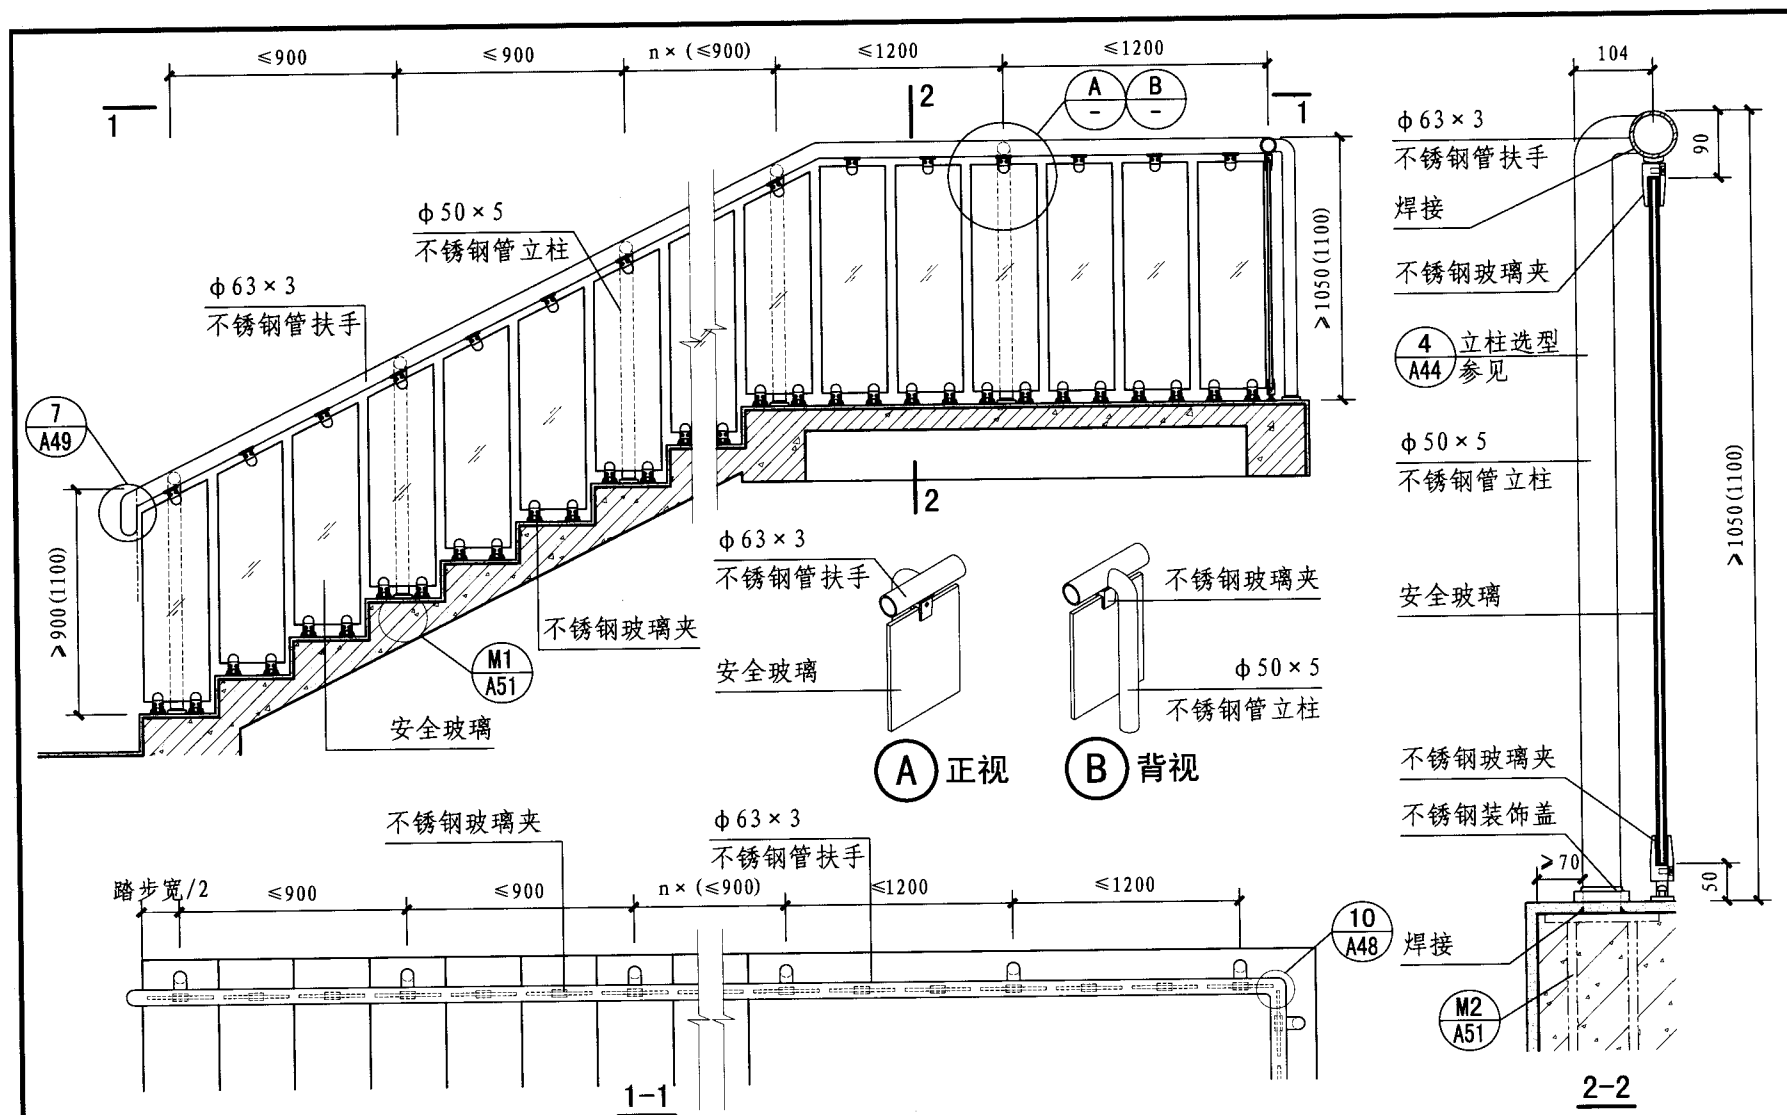 ≤900
≤900
n×(≤900)
≤1200
≤1200
1
2
A
-
B
-
1
φ50×5
不锈钢管立柱
φ63×3
不锈钢管扶手
7
A49
≥900(1100)
≥1050(1100)
2
不锈钢玻璃夹
M1
A51
安全玻璃
φ63×3
不锈钢管扶手
安全玻璃
A 正视
不锈钢玻璃夹
φ50×5
不锈钢管立柱
B 背视
104
φ63×3
不锈钢管扶手
90
焊接
不锈钢玻璃夹
4
A44
立柱选型
参见
φ50×5
不锈钢管立柱
≥1050(1100)
安全玻璃
不锈钢玻璃夹
不锈钢装饰盖
≥70
50
焊接
M2
A51
2-2
不锈钢玻璃夹
φ63×3
不锈钢管扶手
踏步宽/2
≤900
≤900
n×(≤900)
≤1200
≤1200
10
A48
1-1